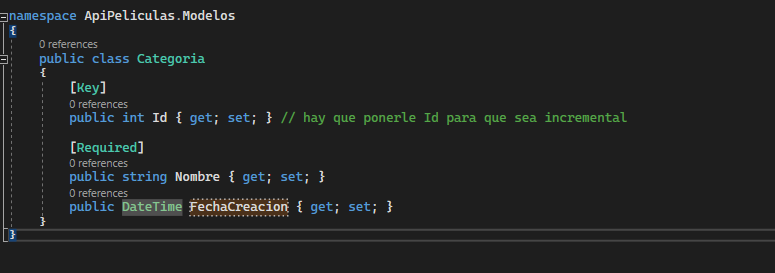 namespace ApiPeliculas.Modelos
{
0 references
public class Categoria
{
[Key]
0 references
public int Id { get; set; } // hay que ponerle Id para que sea incremental
[Required]
0 references
public string Nombre { get; set; }
0 references
public DateTime FechaCreacion { get; set; }
}
}